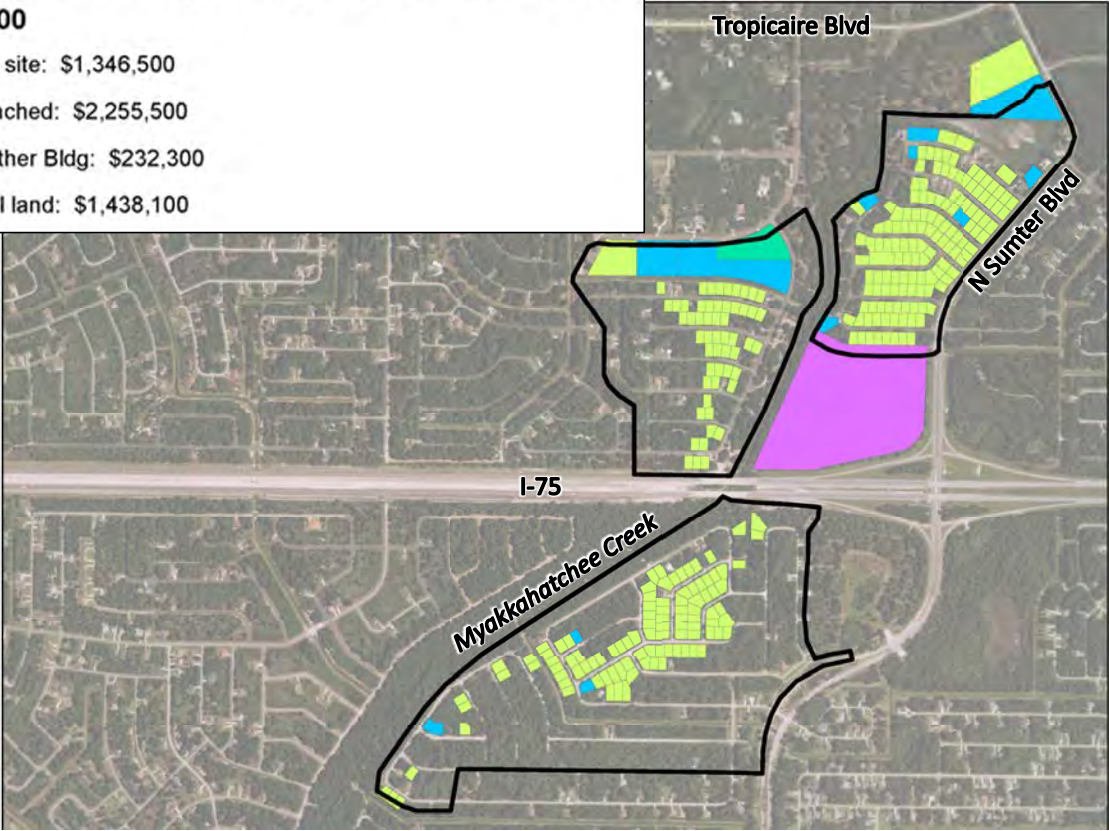 00
site: $1,346,500
ched: $2,255,500
ther Bldg: $232,300
l land: $1,438,100
Tropicaire Blvd
N Sumter Blvd
I-75
Myakkahatchee Creek